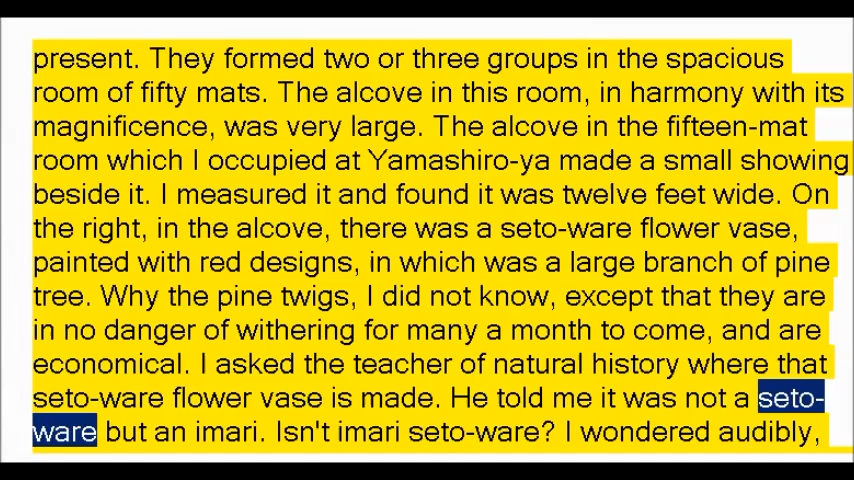 present. They formed two or three groups in the spacious
room of fifty mats. The alcove in this room, in harmony with its
magnificence, was very large. The alcove in the fifteen-mat
room which I occupied at Yamashiro-ya made a small showing
beside it. I measured it and found it was twelve feet wide. On
the right, in the alcove, there was a seto-ware flower vase,
painted with red designs, in which was a large branch of pine
tree. Why the pine twigs, I did not know, except that they are
in no danger of withering for many a month to come, and are
economical. I asked the teacher of natural history where that
seto-ware flower vase is made. He told me it was not a seto-
ware but an imari. Isn't imari seto-ware? I wondered audibly,